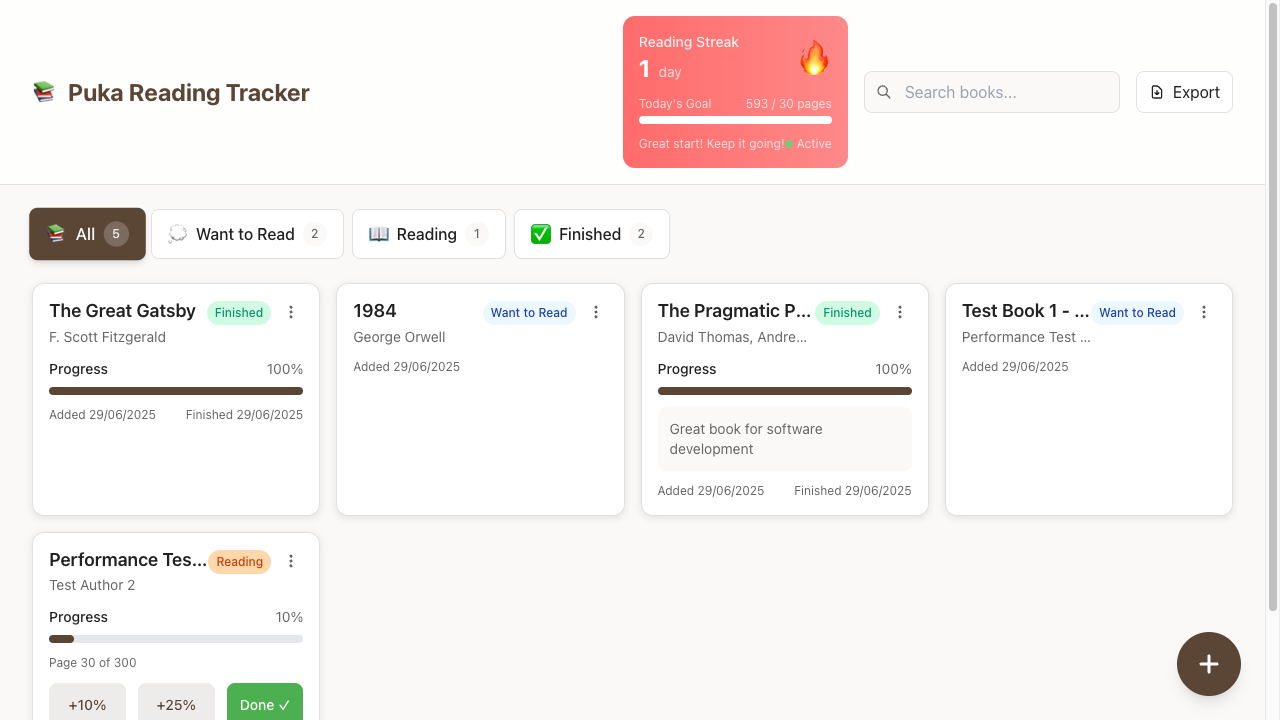 Puka Reading Tracker
Reading Streak
1 day
Today's Goal 593 / 30 pages
Great start! Keep it going! Active
Search books...
Export
All 5
Want to Read 2
Reading 1
Finished 2
The Great Gatsby Finished
F. Scott Fitzgerald
Progress 100%
Added 29/06/2025 Finished 29/06/2025
1984 Want to Read
George Orwell
Added 29/06/2025
The Pragmatic P... Finished
David Thomas, Andre...
Progress 100%
Great book for software
development
Added 29/06/2025 Finished 29/06/2025
Test Book 1 - ... Want to Read
Performance Test ...
Added 29/06/2025
Performance Tes... Reading
Test Author 2
Progress 10%
Page 30 of 300
+10% +25% Done ✓